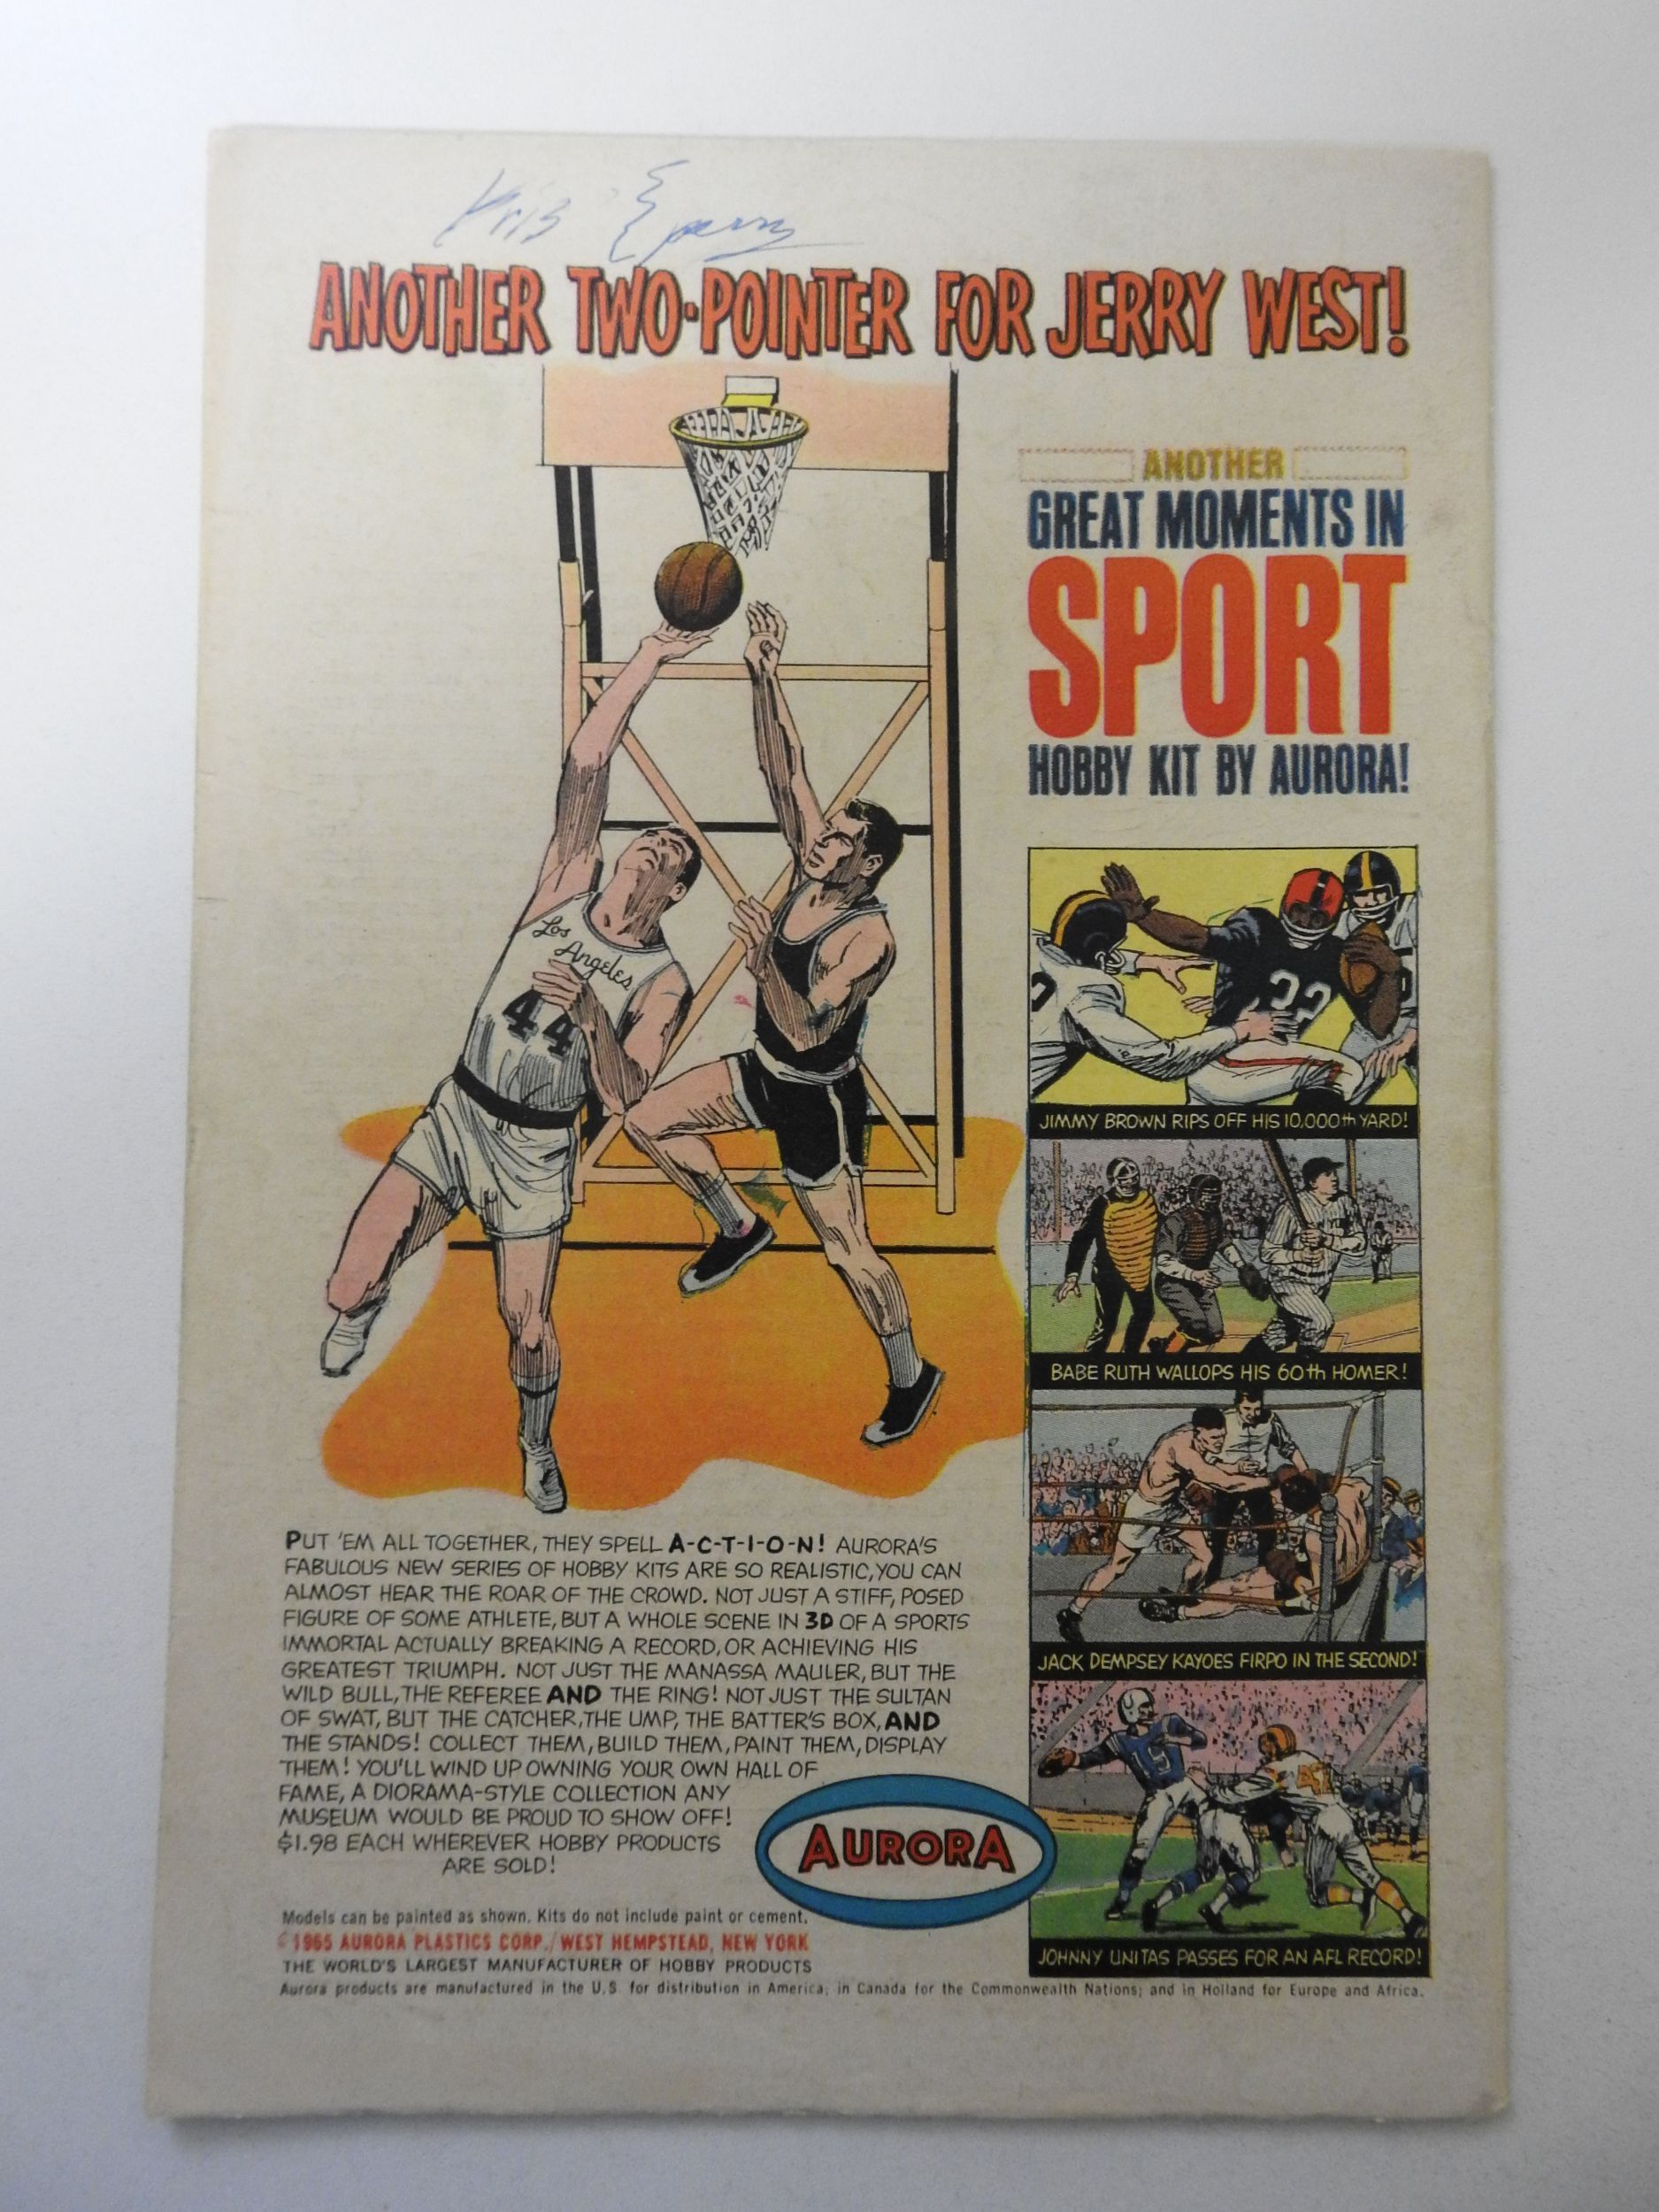 Kris
ANOTHER TWO-POINTER FOR JERRY WEST!
ANOTHER
GREAT MOMENTS IN
SPORT
HOBBY KIT BY AURORA!
Los
Angeles
44
32
JIMMY BROWN RIPS OFF HIS 10,000th YARD!
BABE RUTH WALLOPS HIS 60th HOMER!
JACK DEMPSEY KAYOES FIRPO IN THE SECOND!
19
JOHNNY UNITAS PASSES FOR AN AFL RECORD!
PUT 'EM ALL TOGETHER, THEY SPELL A-C-T-I-O-N! AURORA'S
FABULOUS NEW SERIES OF HOBBY KITS ARE SO REALISTIC, YOU CAN
ALMOST HEAR THE ROAR OF THE CROWD. NOT JUST A STIFF, POSED
FIGURE OF SOME ATHLETE, BUT A WHOLE SCENE IN 3D OF A SPORTS
IMMORTAL ACTUALLY BREAKING A RECORD, OR ACHIEVING HIS
GREATEST TRIUMPH. NOT JUST THE MANASSA MAULER, BUT THE
WILD BULL, THE REFEREE AND THE RING! NOT JUST THE SULTAN
OF SWAT, BUT THE CATCHER, THE UMP, THE BATTER'S BOX, AND
THE STANDS! COLLECT THEM, BUILD THEM, PAINT THEM, DISPLAY
THEM! YOU'LL WIND UP OWNING YOUR OWN HALL OF
FAME, A DIORAMA-STYLE COLLECTION ANY
MUSEUM WOULD BE PROUD TO SHOW OFF!
$1.98 EACH WHEREVER HOBBY PRODUCTS
ARE SOLD!
AURORA
Models can be painted as shown. Kits do not include paint or cement.
© 1965 AURORA PLASTICS CORP./WEST HEMPSTEAD, NEW YORK
THE WORLD'S LARGEST MANUFACTURER OF HOBBY PRODUCTS
Aurora products are manufactured in the U.S. for distribution in America; in Canada for the Commonwealth Nations; and in Holland for Europe and Africa.